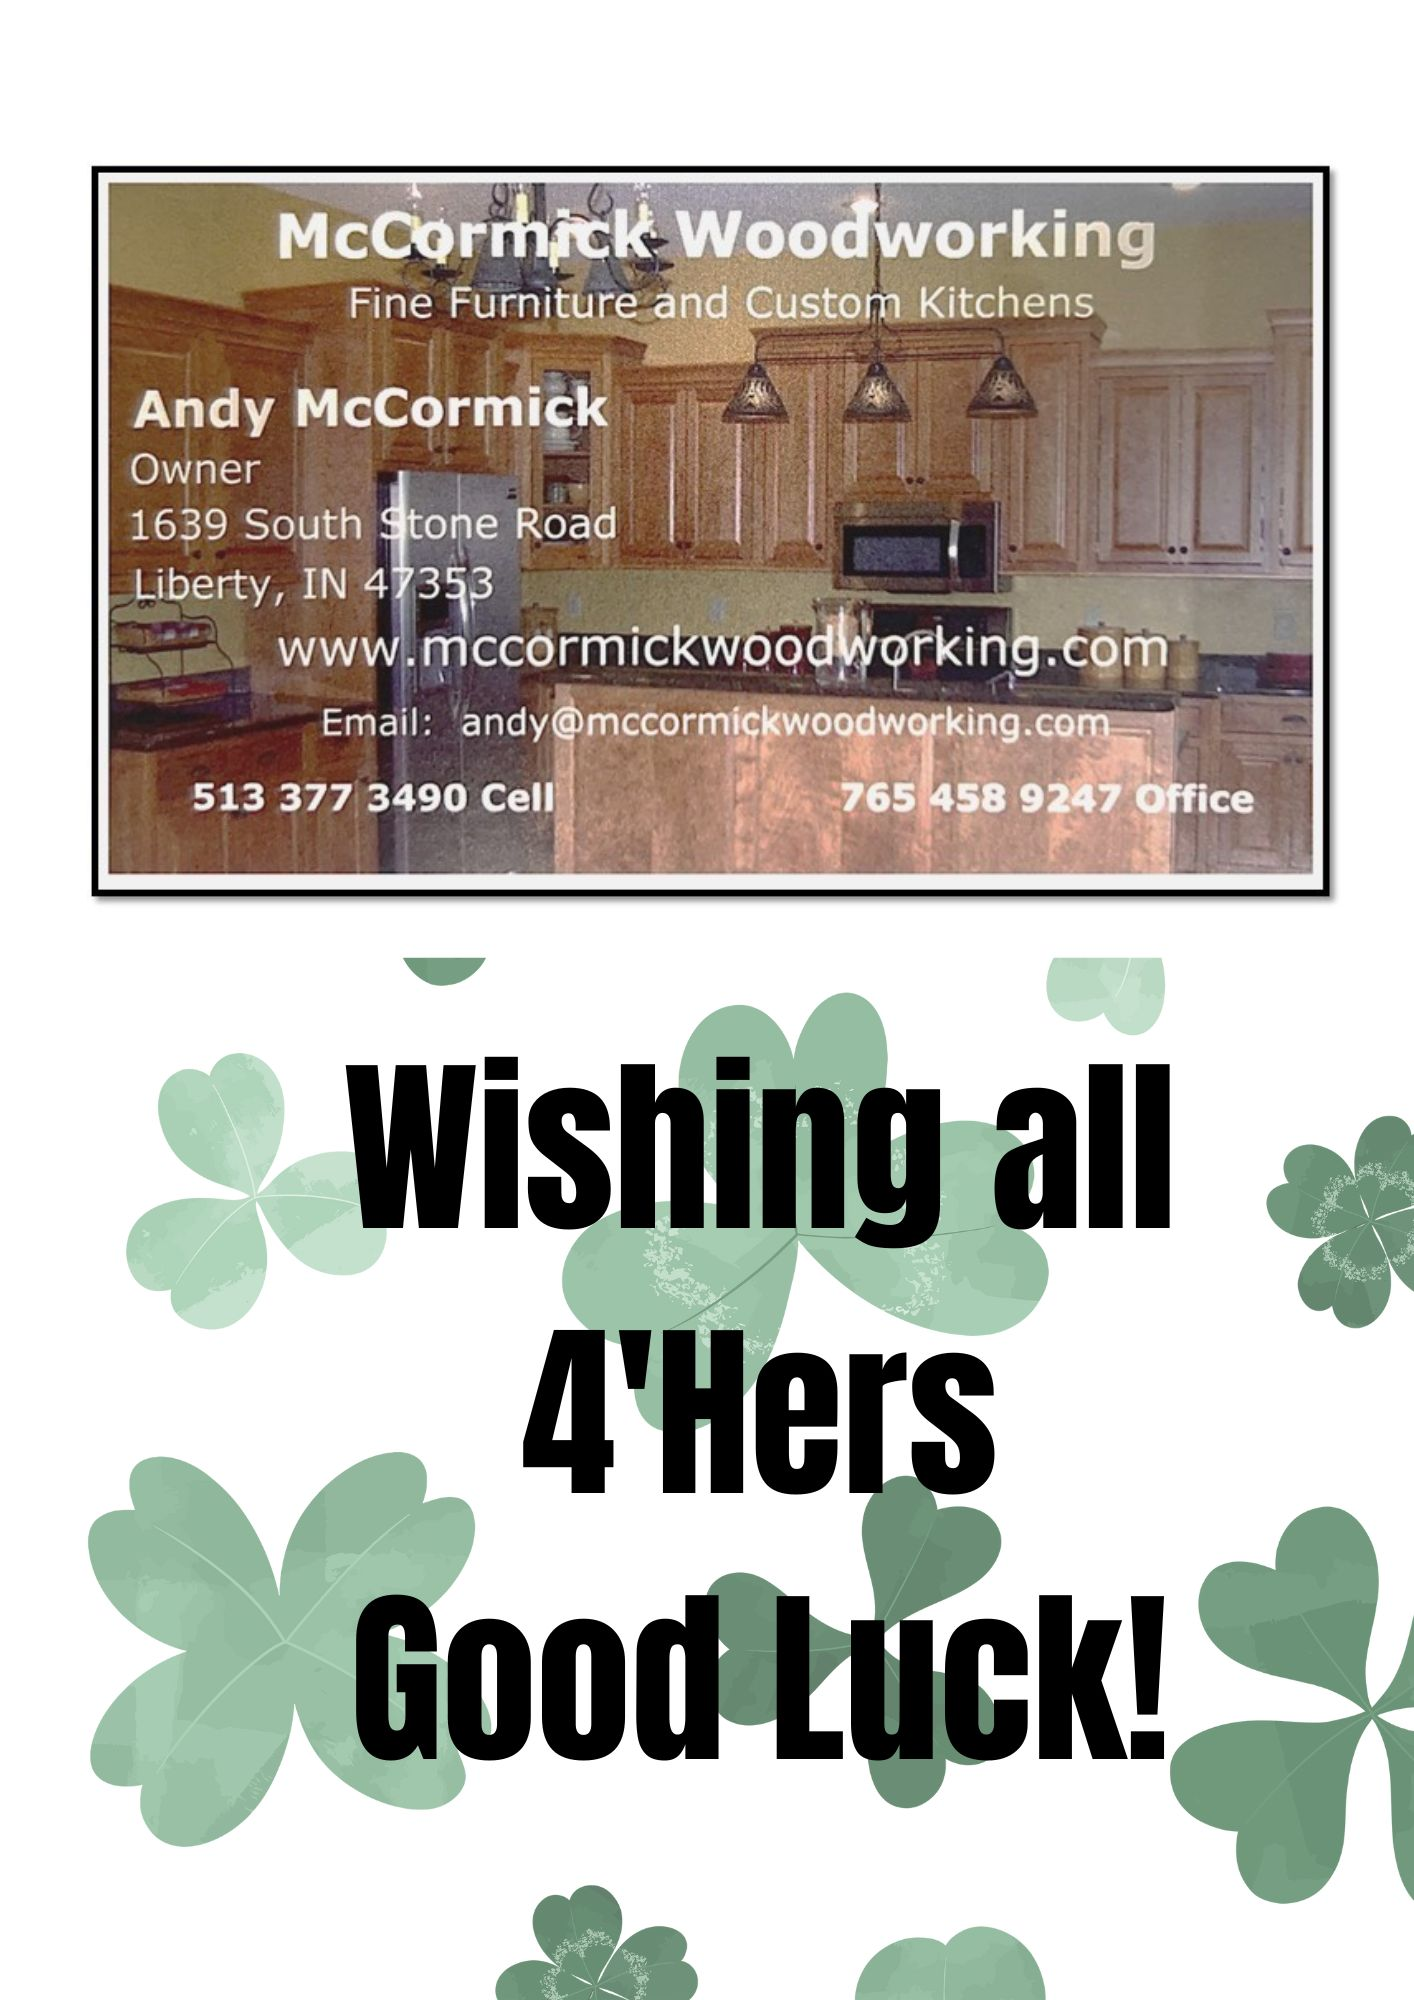 McCormick Woodworking
Fine Furniture and Custom Kitchens
Andy McCormick
Owner
1639 South Stone Road
Liberty, IN 47353
www.mccormickwoodworking.com
Email: andy@mccormickwoodworking.com
513 377 3490 Cell
765 458 9247 Office
Wishing all
4'Hers
Good Luck!